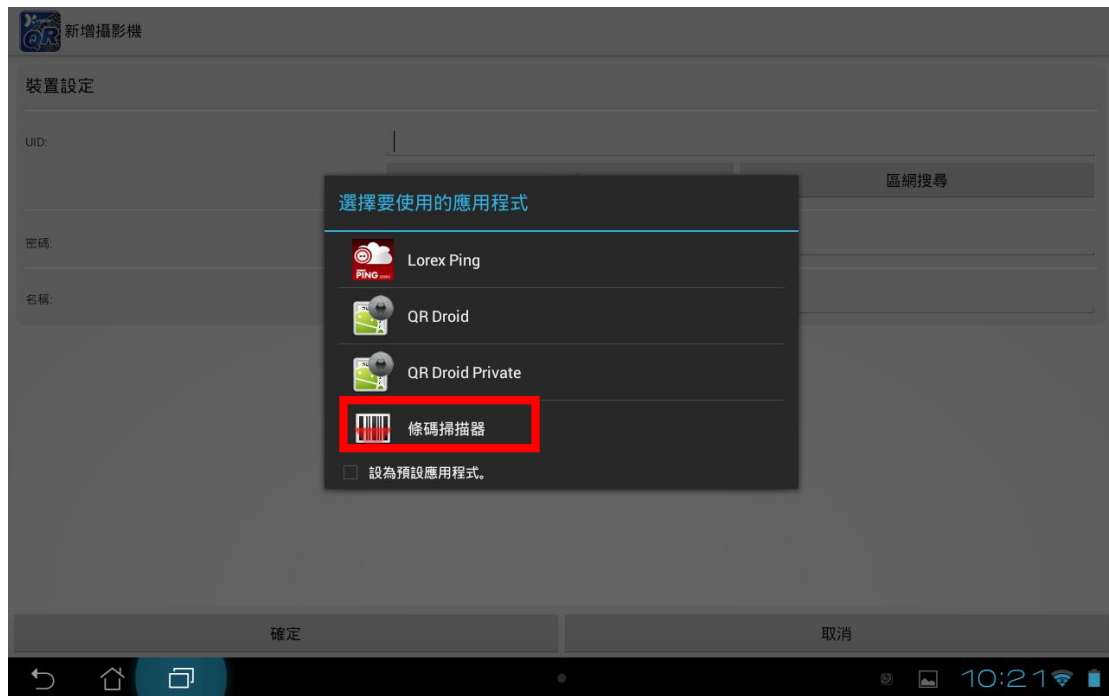 QR
新增攝影機
裝置設定
UID:
區網搜尋
選擇要使用的應用程式
密碼:
PING
Lorex Ping
名稱:
QR Droid
QR Droid Private
條碼掃描器
設為預設應用程式。
確定
取消
10:21